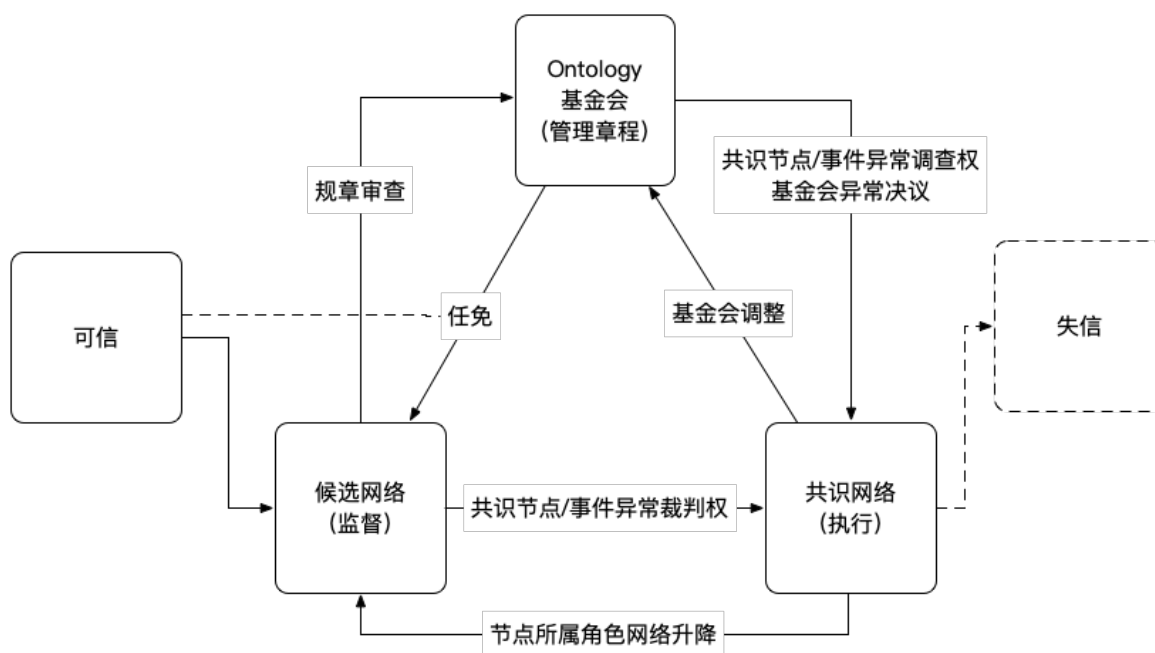 Ontology
基金会
（管理章程）
规章审查
共识节点/事件异常调查权
基金会异常决议
可信
任免
基金会调整
失信
候选网络
（监督）
共识节点/事件异常裁判权
共识网络
（执行）
节点所属角色网络升降